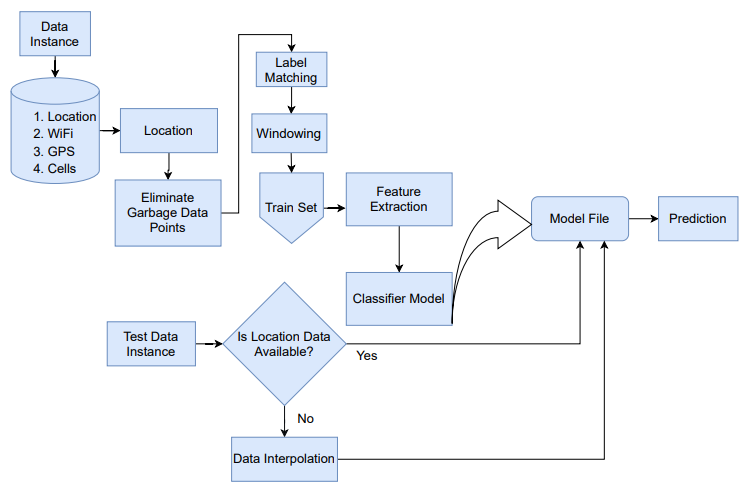 Data
Instance
1. Location
2. WiFi
3. GPS
4. Cells
Location
Eliminate
Garbage Data
Points
Label
Matching
Windowing
Train Set
Feature
Extraction
Classifier Model
Model File
Prediction
Test Data
Instance
Is Location Data
Available?
Yes
No
Data Interpolation